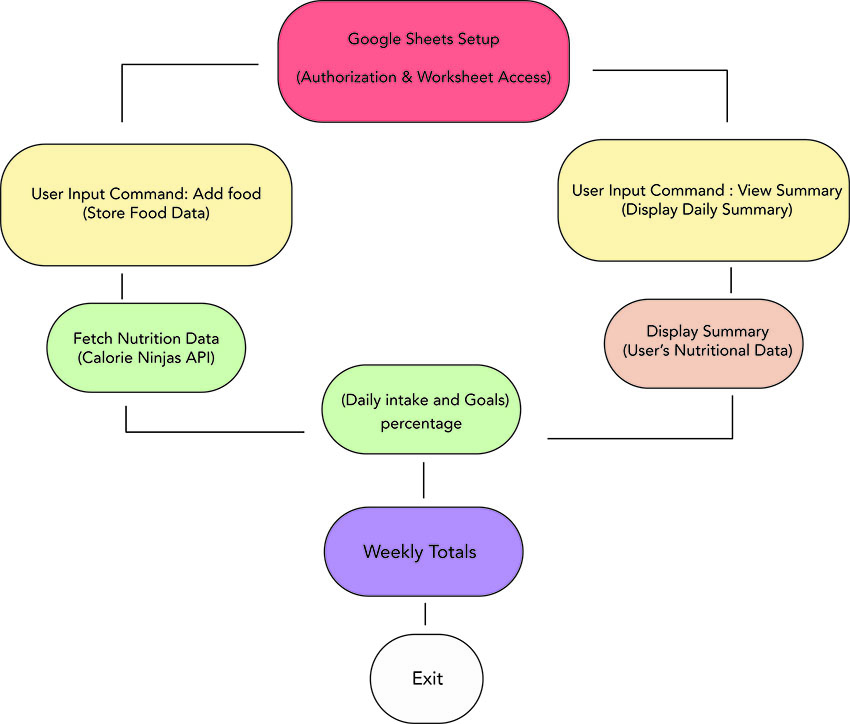 Google Sheets Setup
(Authorization & Worksheet Access)
User Input Command: Add food
(Store Food Data)
User Input Command : View Summary
(Display Daily Summary)
Fetch Nutrition Data
(Calorie Ninjas API)
Display Summary
(User's Nutritional Data)
(Daily intake and Goals)
percentage
Weekly Totals
Exit